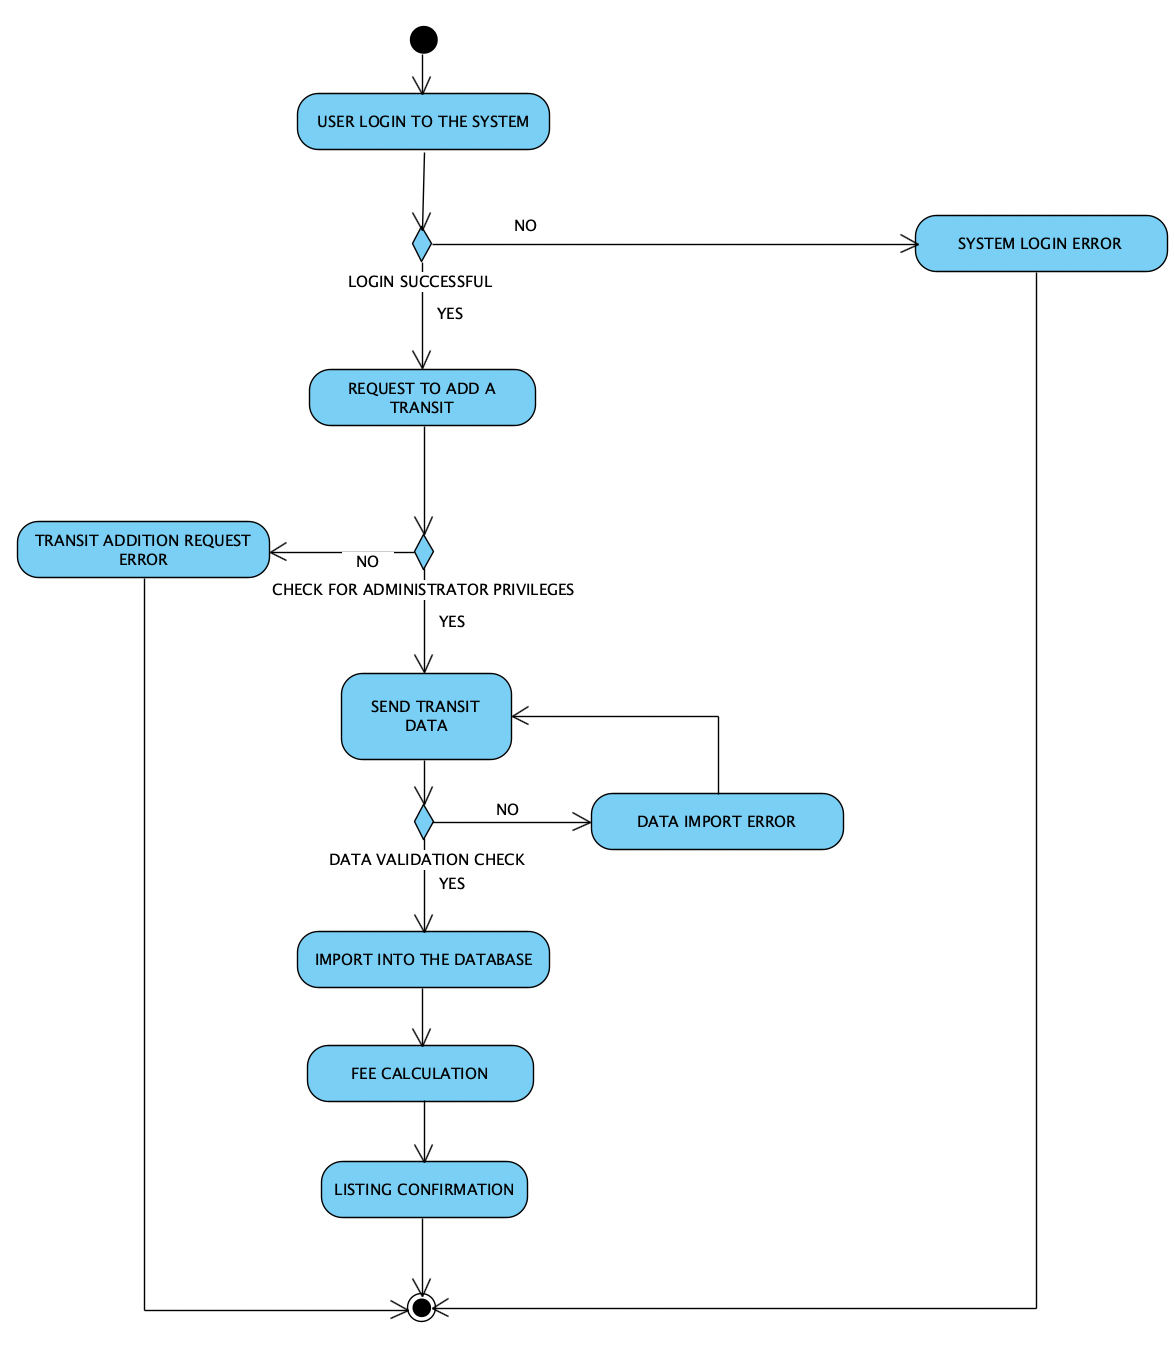 USER LOGIN TO THE SYSTEM
NO
SYSTEM LOGIN ERROR
LOGIN SUCCESSFUL
YES
REQUEST TO ADD A
TRANSIT
TRANSIT ADDITION REQUEST
ERROR
NO
CHECK FOR ADMINISTRATOR PRIVILEGES
YES
SEND TRANSIT
DATA
NO
DATA IMPORT ERROR
DATA VALIDATION CHECK
YES
IMPORT INTO THE DATABASE
FEE CALCULATION
LISTING CONFIRMATION